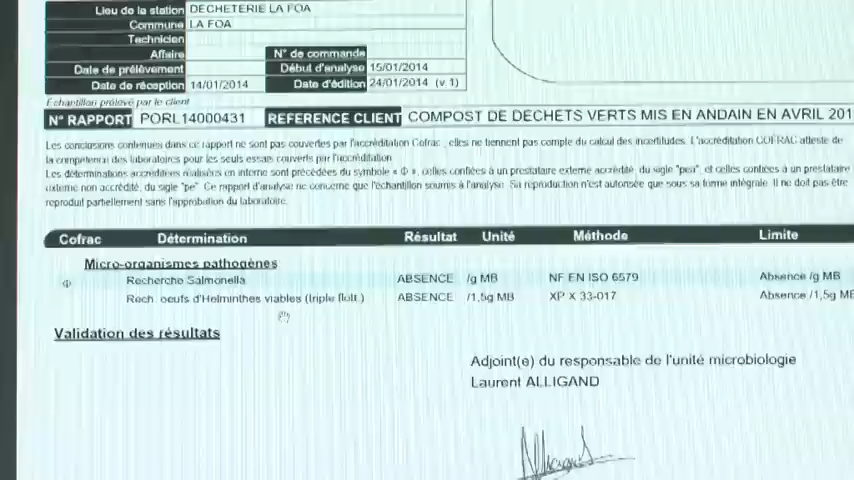 Lieu de la station DECHETERIE LA FOA
Commune LA FOA
Technicien
Affaire N° de commande
Date de prélèvement Début d'analyse 15/01/2014
Date de réception 14/01/2014 Date d'édition 24/01/2014 (v.1)
Echantillon prélevé par le client
N° RAPPORT PORL14000431 REFERENCE CLIENT COMPOST DE DECHETS VERTS MIS EN ANDAIN EN AVRIL 201
Les conclusions contenues dans ce rapport ne sont pas couvertes par l'accréditation Cofrac, elles ne tiennent pas compte du calcul des incertitudes. L'accréditation COFRAC atteste de
la compétence des laboratoires pour les seuls essais couverts par l'accréditation.
Les déterminations accréditées réalisées en interne sont précédées du symbole « Φ », celles confiées à un prestataire externe accrédité, du sigle "pea", et celles confiées à un prestataire
externe non accrédité, du sigle "pe". Ce rapport d'analyse ne concerne que l'échantillon soumis à l'analyse. Sa reproduction n'est autorisée que sous sa forme intégrale. Il ne doit pas être
reproduit partiellement sans l'approbation du laboratoire.
Cofrac Détermination Résultat Unité Méthode Limite
Micro-organismes pathogènes
Φ Recherche Salmonella ABSENCE /g MB NF EN ISO 6579 Absence /g MB
Rech. oeufs d'Helminthes viables (triple flott.) ABSENCE /1,5g MB XP X 33-017 Absence /1,5g M
Validation des résultats
Adjoint(e) du responsable de l'unité microbiologie
Laurent ALLIGAND